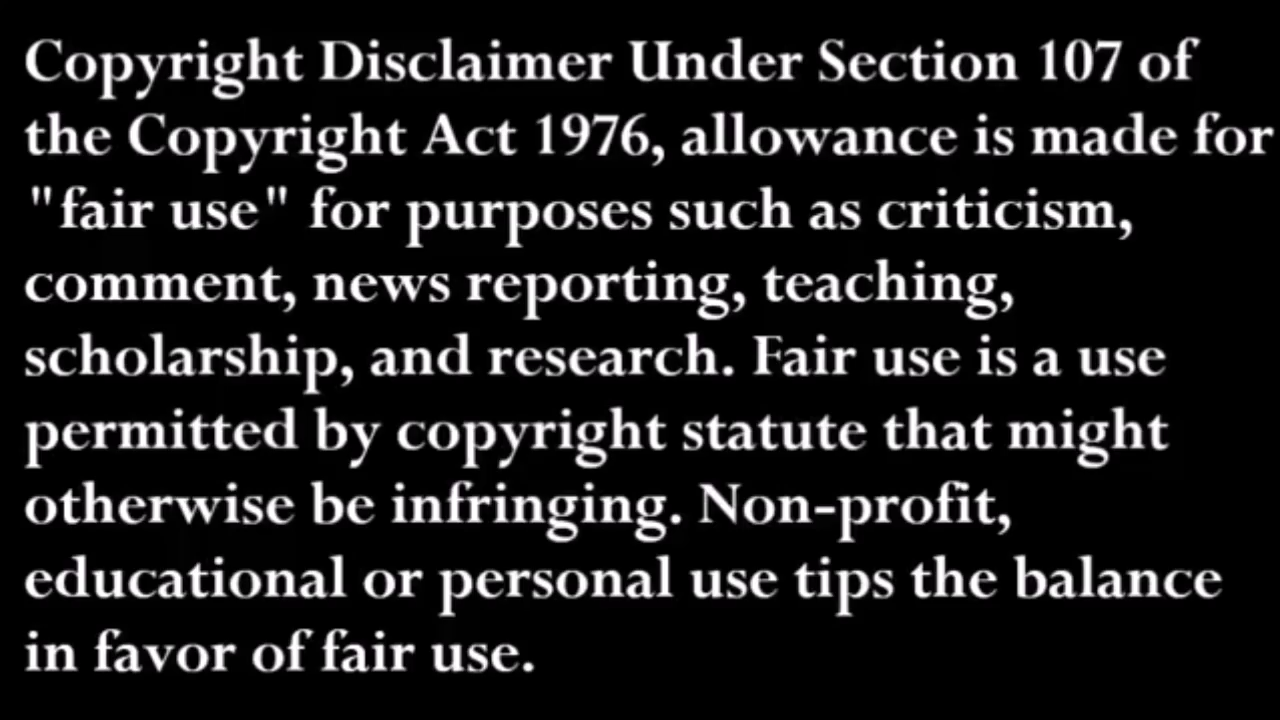 Copyright Disclaimer Under Section 107 of
the Copyright Act 1976, allowance is made for
"fair use" for purposes such as criticism,
comment, news reporting, teaching,
scholarship, and research. Fair use is a use
permitted by copyright statute that might
otherwise be infringing. Non-profit,
educational or personal use tips the balance
in favor of fair use.